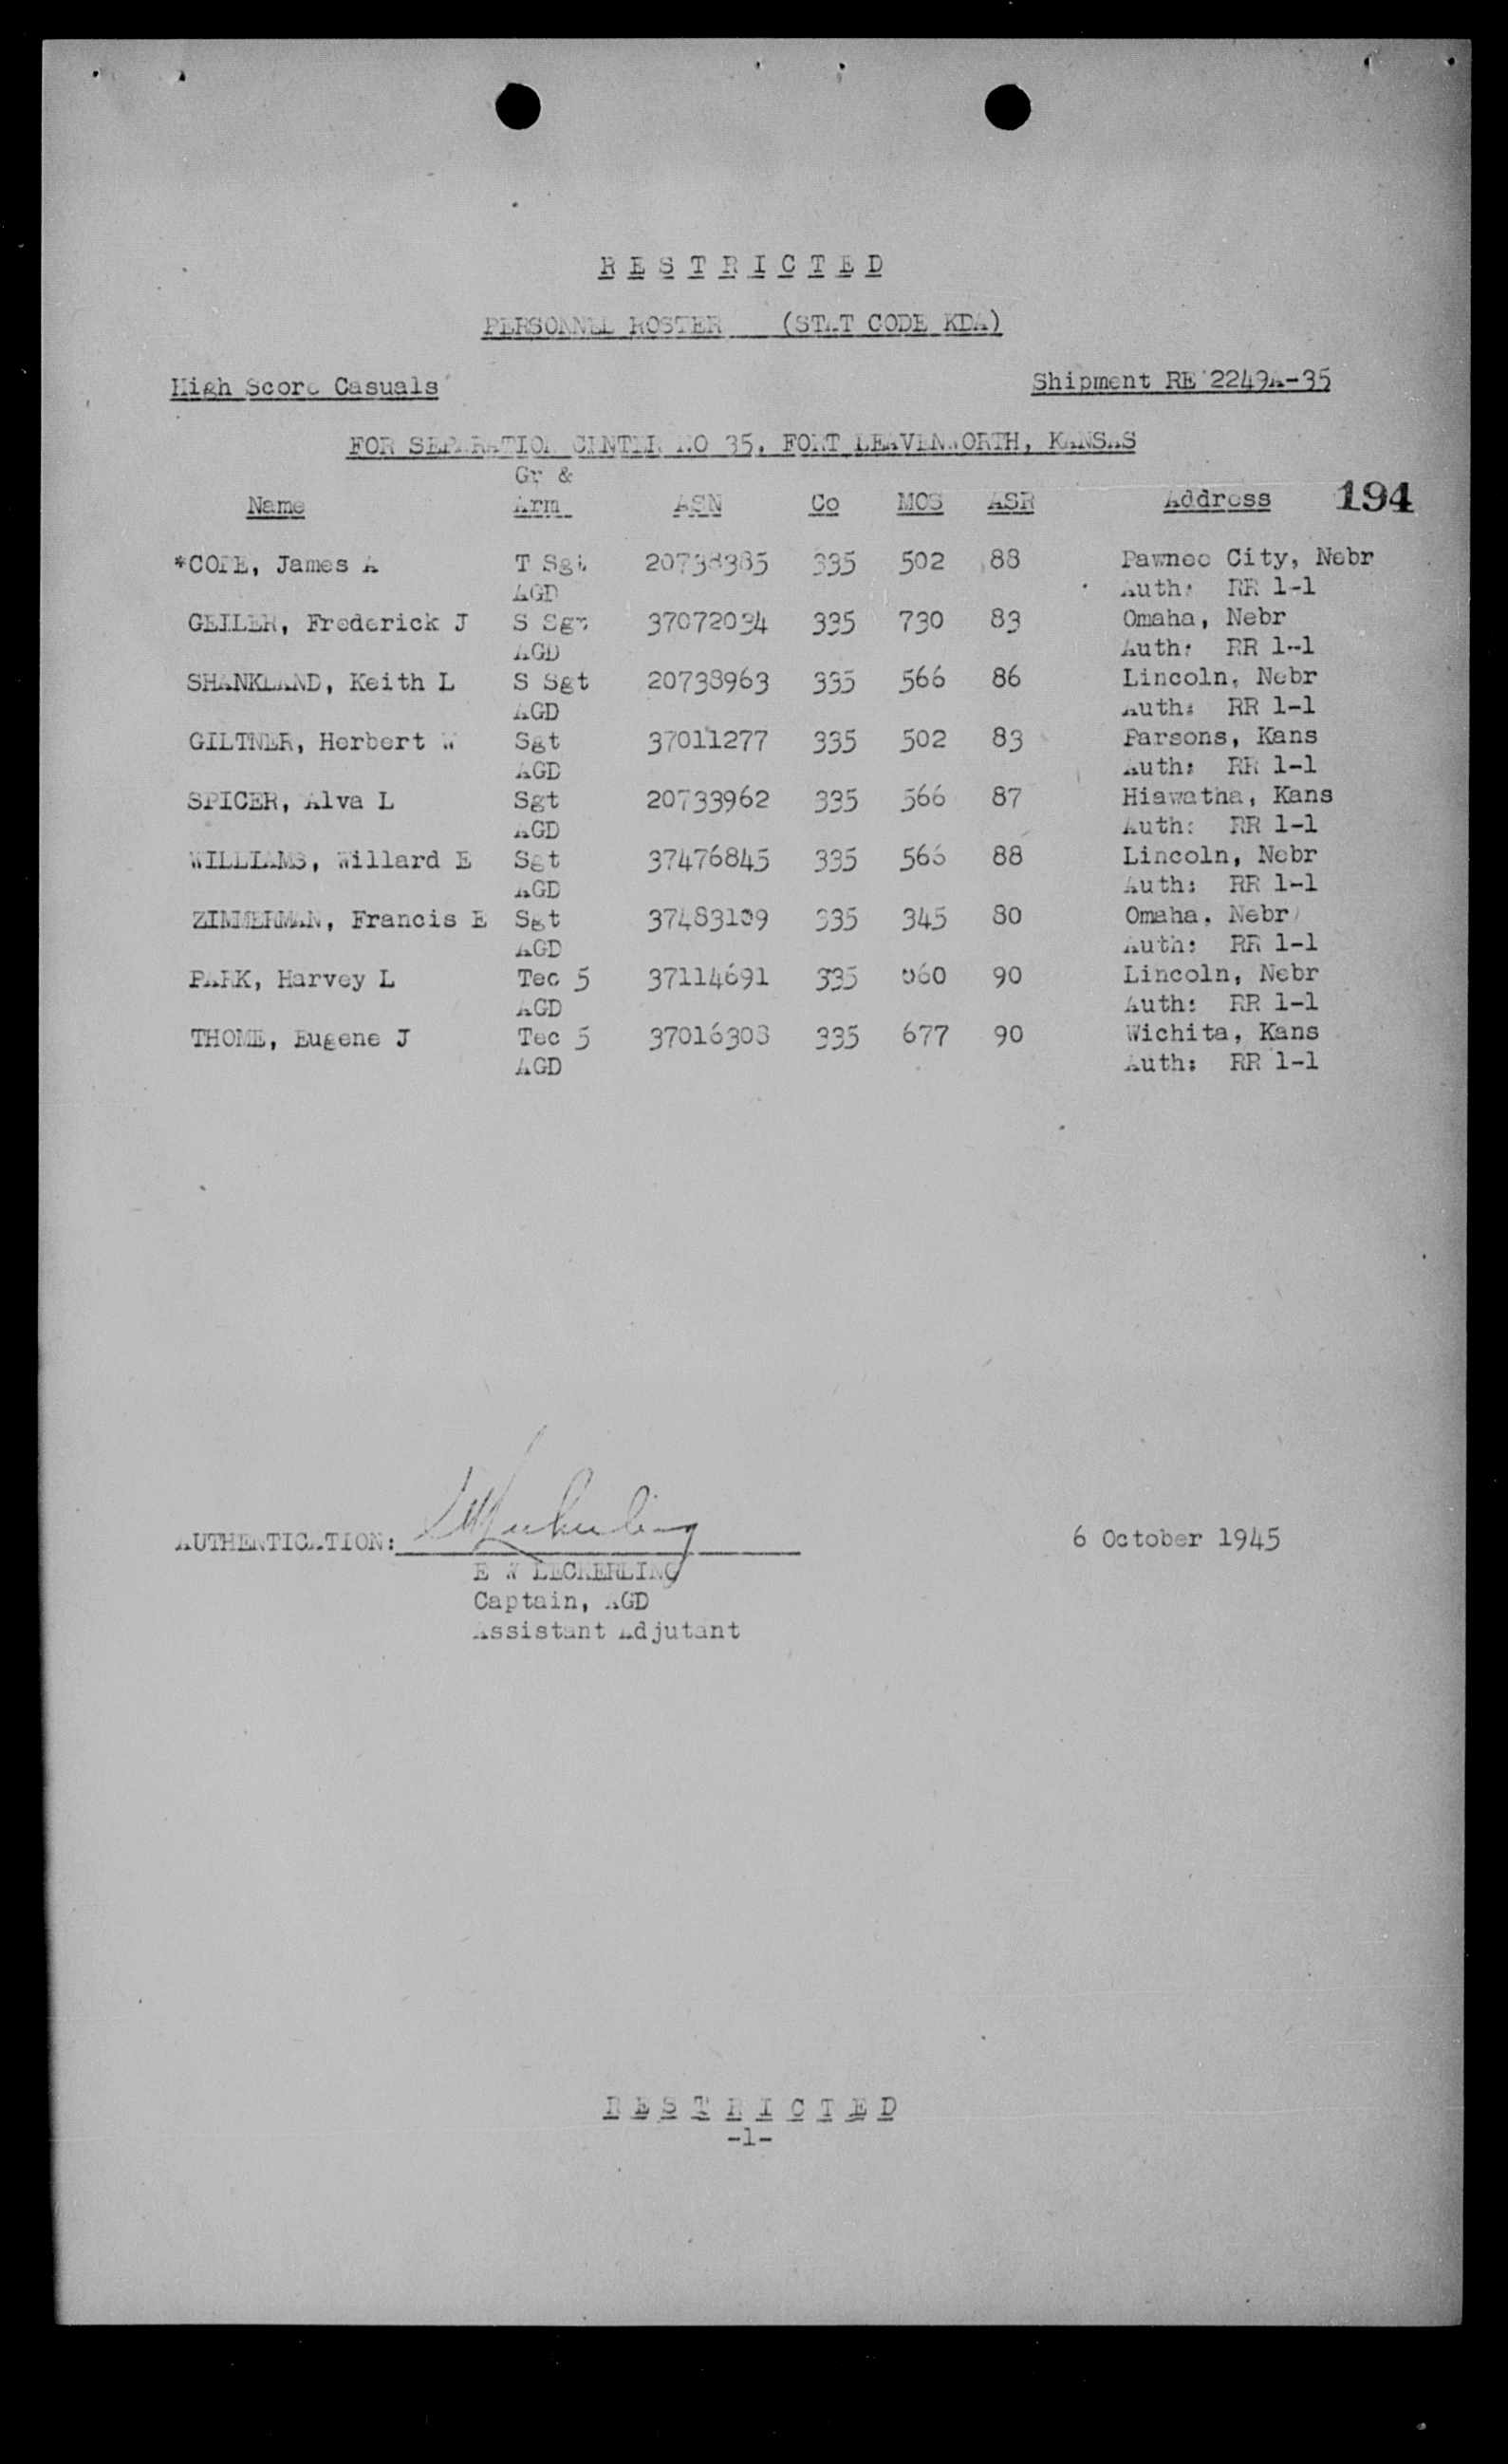 R E S T R I C T E D
PERSONNEL ROSTER (STAT CODE KDA)
High Score Casuals Shipment RE 2249A-35
FOR SEPARATION CENTER NO 35, FORT LEAVENWORTH, KANSAS
Gr &
Name Arm ASN Co MOS ASR Address 194
*COPE, James A T Sgt 20738385 335 502 88 Pawnee City, Nebr
AGD Auth: RR 1-1
GEILER, Frederick J S Sgt 37072034 335 730 83 Omaha, Nebr
AGD Auth: RR 1-1
SHANKLAND, Keith L S Sgt 20738963 335 566 86 Lincoln, Nebr
AGD Auth: RR 1-1
GILTNER, Herbert W Sgt 37011277 335 502 83 Parsons, Kans
AGD Auth: RR 1-1
SPICER, Alva L Sgt 20733962 335 566 87 Hiawatha, Kans
AGD Auth: RR 1-1
WILLIAMS, Willard E Sgt 37476845 335 566 88 Lincoln, Nebr
AGD Auth: RR 1-1
ZIMMERMAN, Francis E Sgt 37483109 335 345 80 Omaha, Nebr
AGD Auth: RR 1-1
PARK, Harvey L Tec 5 37114691 335 060 90 Lincoln, Nebr
AGD Auth: RR 1-1
THOME, Eugene J Tec 5 37016308 335 677 90 Wichita, Kans
AGD Auth: RR 1-1
AUTHENTICATION: 6 October 1945
E W LECKERLING
Captain, AGD
Assistant Adjutant
R E S T R I C T E D
-1-